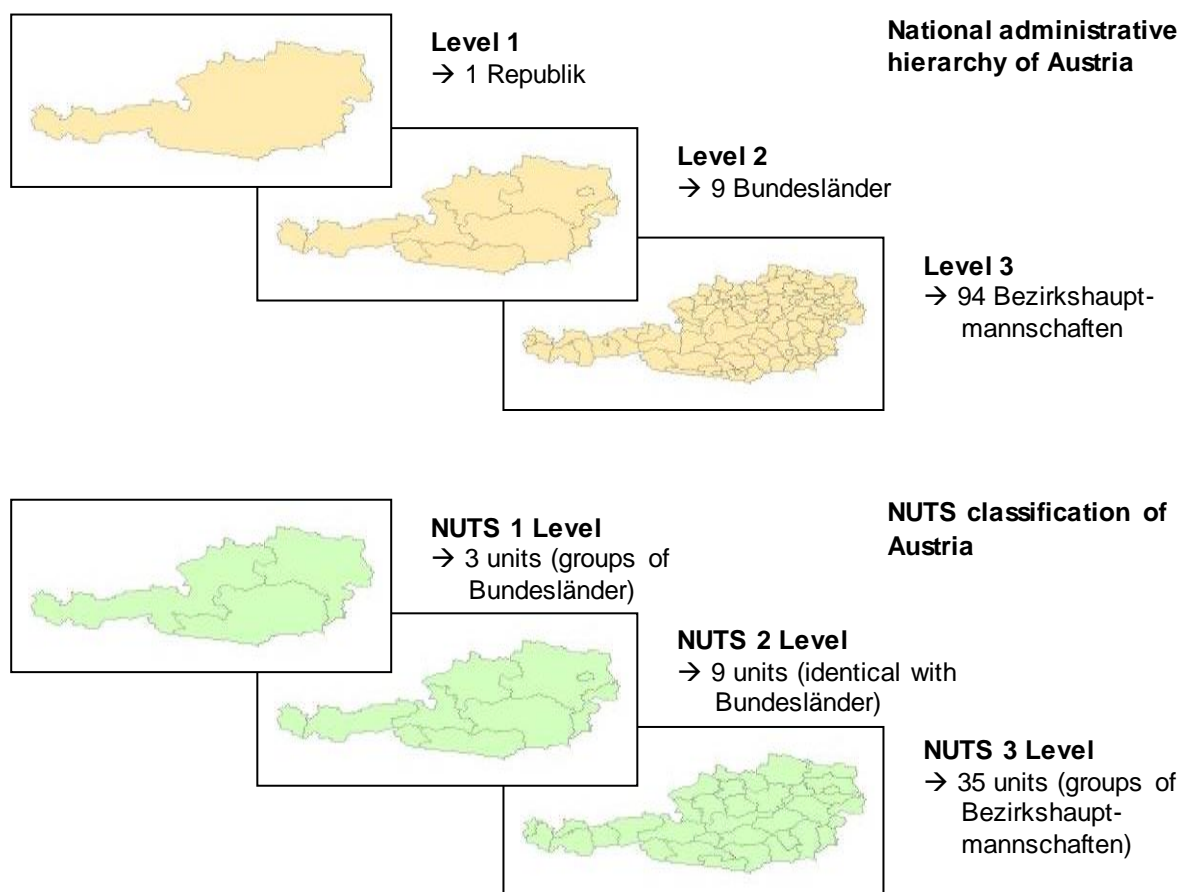 National administrative
hierarchy of Austria
Level 1
→ 1 Republik
Level 2
→ 9 Bundesländer
Level 3
→ 94 Bezirkshaupt-
mannschaften
NUTS classification of
Austria
NUTS 1 Level
→ 3 units (groups of
Bundesländer)
NUTS 2 Level
→ 9 units (identical with
Bundesländer)
NUTS 3 Level
→ 35 units (groups of
Bezirkshaupt-
mannschaften)